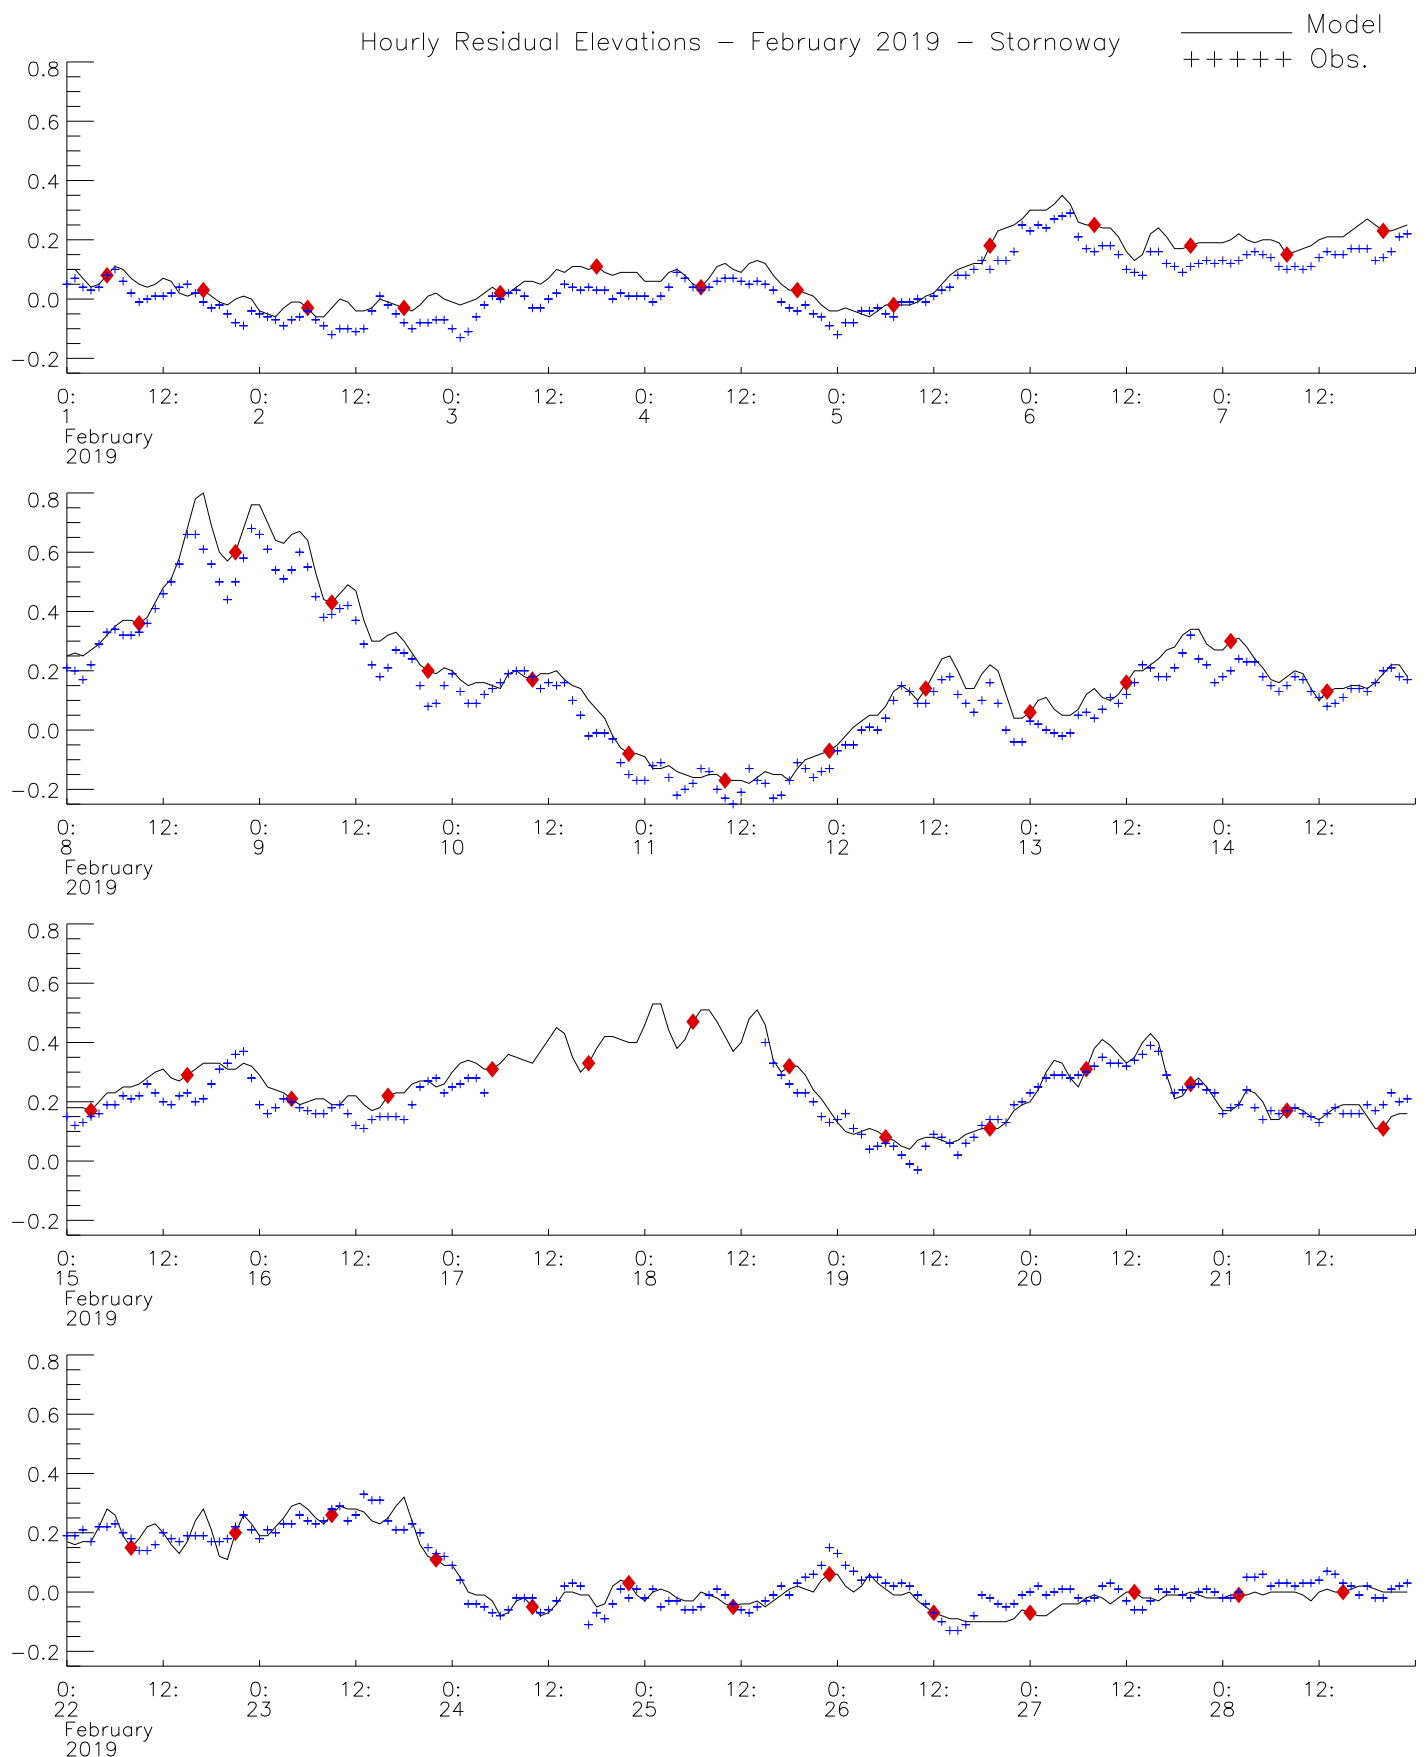 Hourly Residual Elevations – February 2019 – Stornoway
Model
+++++ Obs.
0.8
0.6
0.4
0.2
0.0
−0.2
0: 12: 0: 12: 0: 12: 0: 12: 0: 12: 0: 12: 0: 12:
1 2 3 4 5 6 7
February
2019
0.8
0.6
0.4
0.2
0.0
−0.2
0: 12: 0: 12: 0: 12: 0: 12: 0: 12: 0: 12: 0: 12:
8 9 10 11 12 13 14
February
2019
0.8
0.6
0.4
0.2
0.0
−0.2
0: 12: 0: 12: 0: 12: 0: 12: 0: 12: 0: 12: 0: 12:
15 16 17 18 19 20 21
February
2019
0.8
0.6
0.4
0.2
0.0
−0.2
0: 12: 0: 12: 0: 12: 0: 12: 0: 12: 0: 12: 0: 12:
22 23 24 25 26 27 28
February
2019